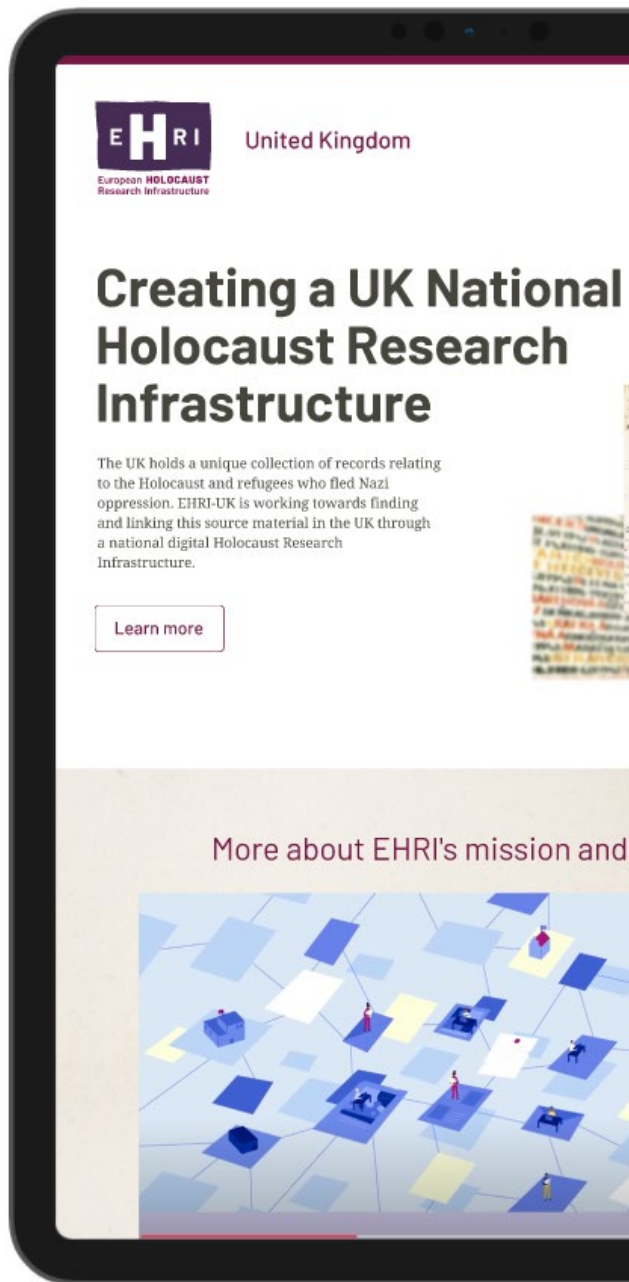 EHRI
European HOLOCAUST
Research Infrastructure
United Kingdom
Creating a UK National
Holocaust Research
Infrastructure
The UK holds a unique collection of records relating
to the Holocaust and refugees who fled Nazi
oppression. EHRI-UK is working towards finding
and linking this source material in the UK through
a national digital Holocaust Research
Infrastructure.
Learn more
More about EHRI's mission and